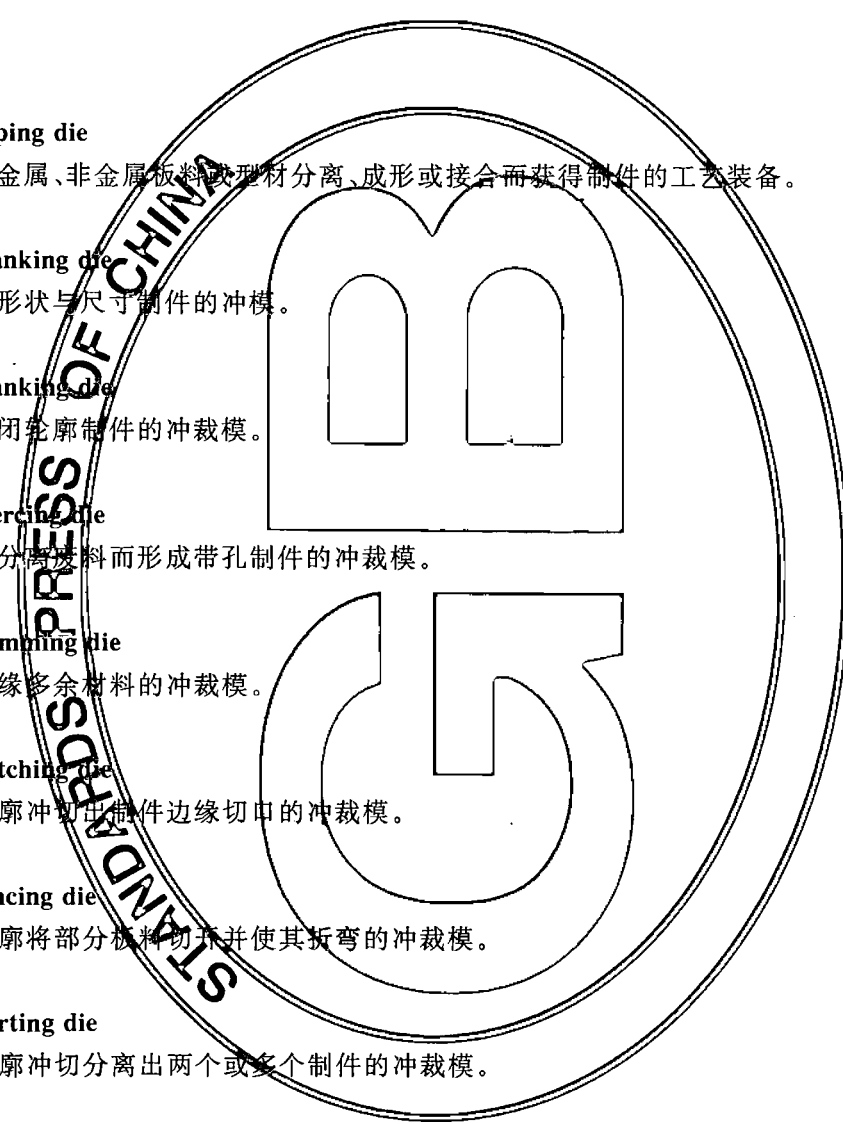 ping die
金属、非金属板料或型材分离、成形或接合而获得制件的工艺装备。
anking die
形状与尺寸制件的冲模。
anking die
闭轮廓制件的冲裁模。
ercing die
分离废料而形成带孔制件的冲裁模。
mming die
缘多余材料的冲裁模。
tching die
廓冲切出制件边缘切口的冲裁模。
ncing die
廓将部分板料切开并使其折弯的冲裁模。
rting die
廓冲切分离出两个或多个制件的冲裁模。
STANDARDS PRESS OF CHINA
GB